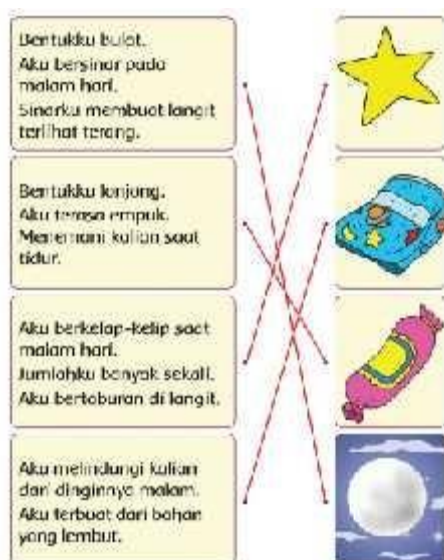 Bentukku bulat.
Aku bersinar pada
malam hari.
Sinarku membuat langit
terlihat terang.
Bentukku lonjong.
Aku terasa empuk.
Menemani kalian saat
tidur.
Aku berkelap-kelip saat
malam hari.
Jumlahku banyak sekali.
Aku bertaburan di langit.
Aku melindungi kalian
dari dinginnya malam.
Aku terbuat dari bahan
yang lembut.